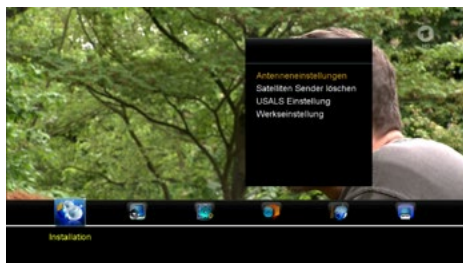 Antenneneinstellungen
Satelliten Sender löschen
USALS Einstellung
Werkseinstellung
Installation